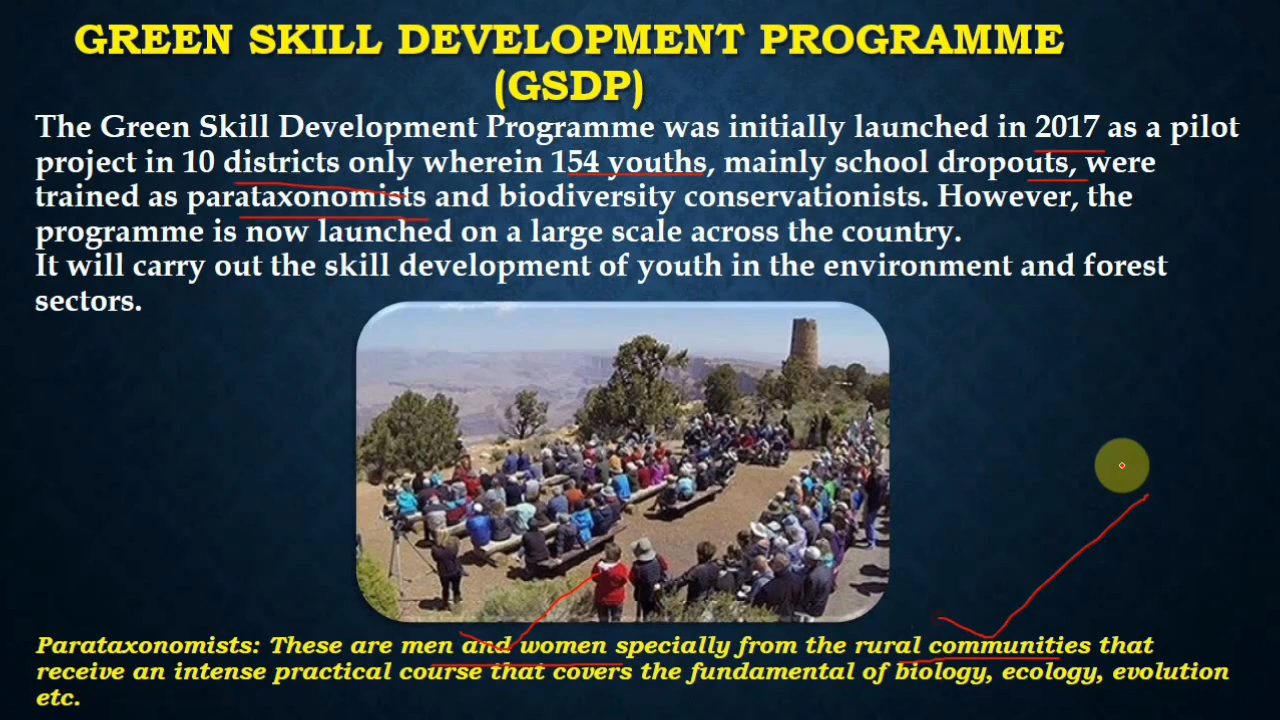 GREEN SKILL DEVELOPMENT PROGRAMME
(GSDP)
The Green Skill Development Programme was initially launched in 2017 as a pilot
project in 10 districts only wherein 154 youths, mainly school dropouts, were
trained as parataxonomists and biodiversity conservationists. However, the
programme is now launched on a large scale across the country.
It will carry out the skill development of youth in the environment and forest
sectors.
Parataxonomists: These are men and women specially from the rural communities that
receive an intense practical course that covers the fundamental of biology, ecology, evolution
etc.